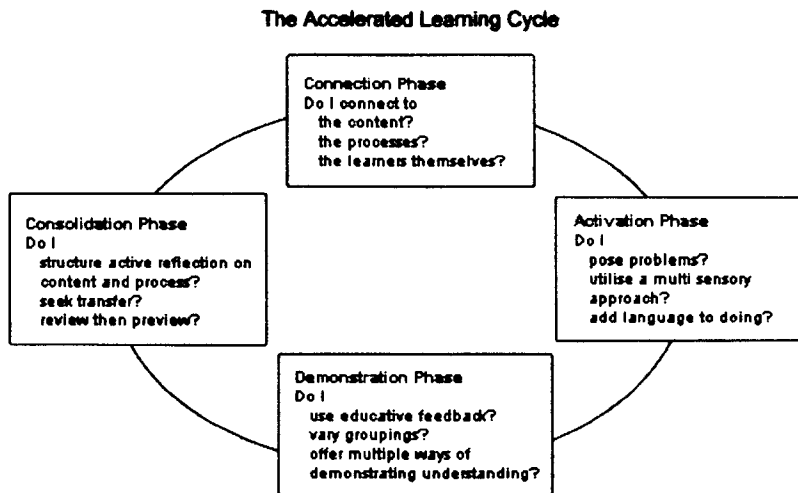 The Accelerated Learning Cycle
Connection Phase
Do I connect to
the content?
the processes?
the learners themselves?
Activation Phase
Do I
pose problems?
utilise a multi sensory
approach?
add language to doing?
Demonstration Phase
Do I
use educative feedback?
vary groupings?
offer multiple ways of
demonstrating understanding?
Consolidation Phase
Do I
structure active reflection on
content and process?
seek transfer?
review then preview?